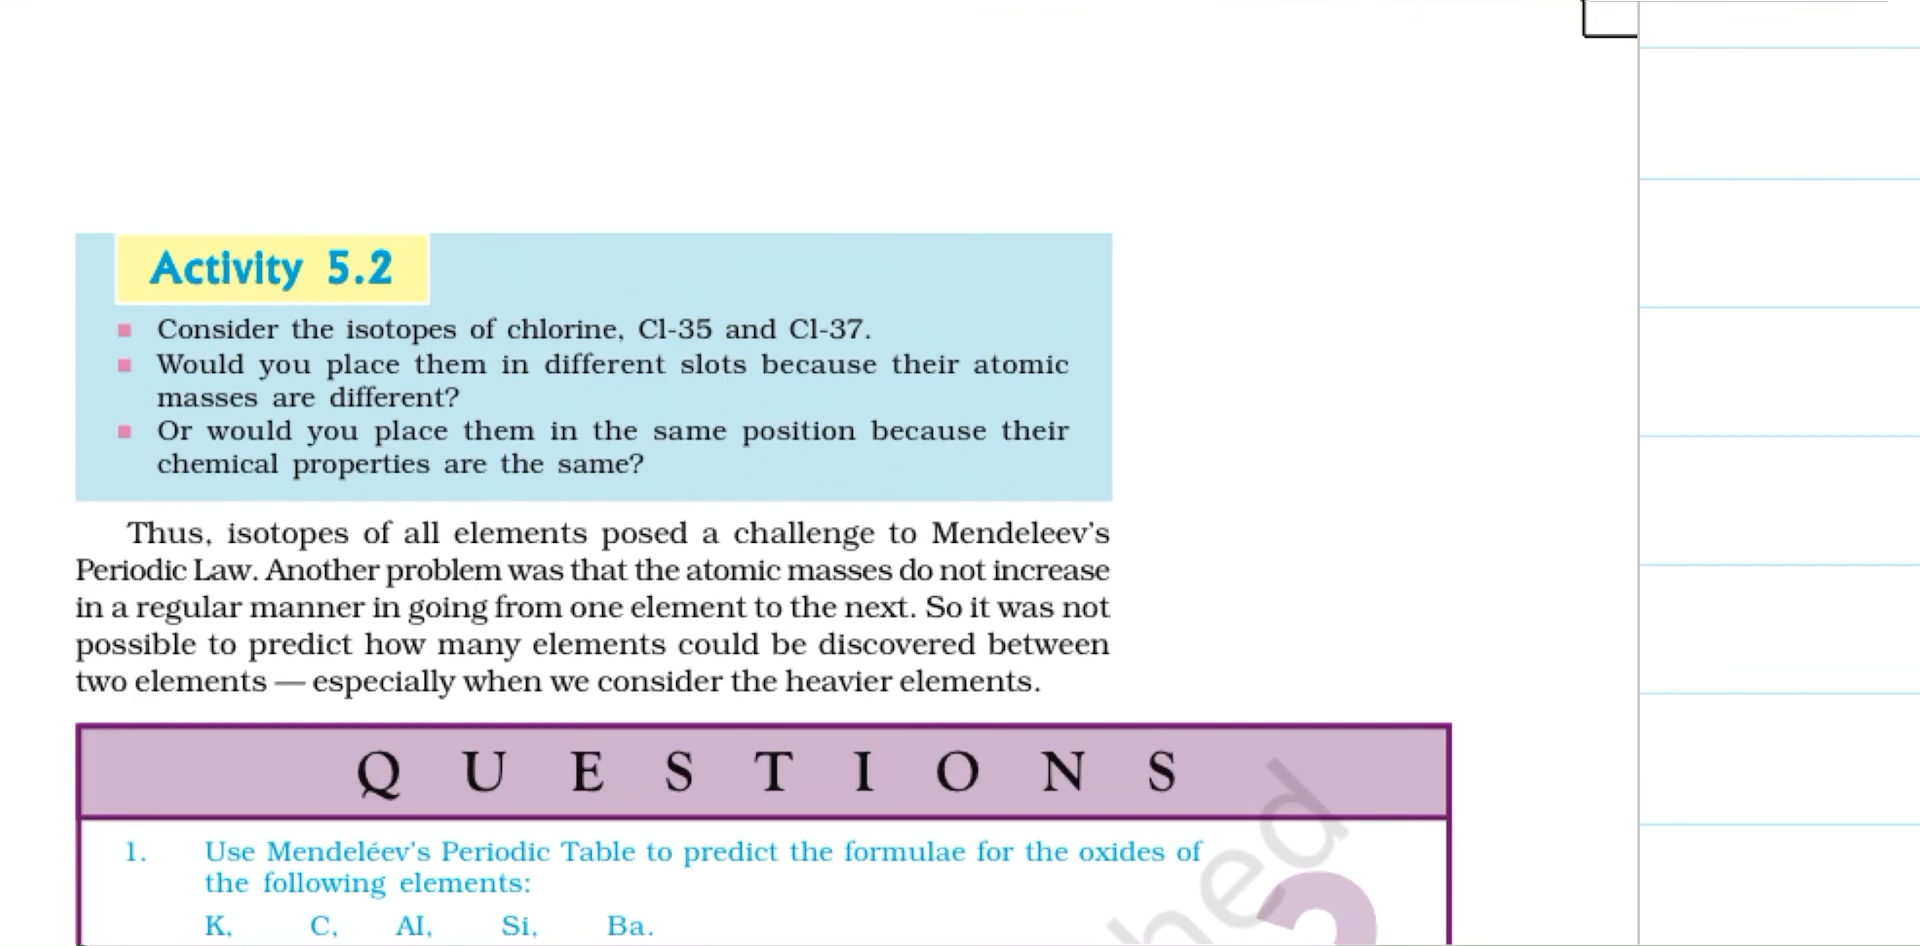 Activity 5.2
Consider the isotopes of chlorine, Cl-35 and Cl-37.
Would you place them in different slots because their atomic
masses are different?
Or would you place them in the same position because their
chemical properties are the same?
Thus, isotopes of all elements posed a challenge to Mendeleev's
Periodic Law. Another problem was that the atomic masses do not increase
in a regular manner in going from one element to the next. So it was not
possible to predict how many elements could be discovered between
two elements — especially when we consider the heavier elements.
QUESTIONS
1. Use Mendeléev's Periodic Table to predict the formulae for the oxides of
the following elements:
K, C, AI, Si, Ba.
hed